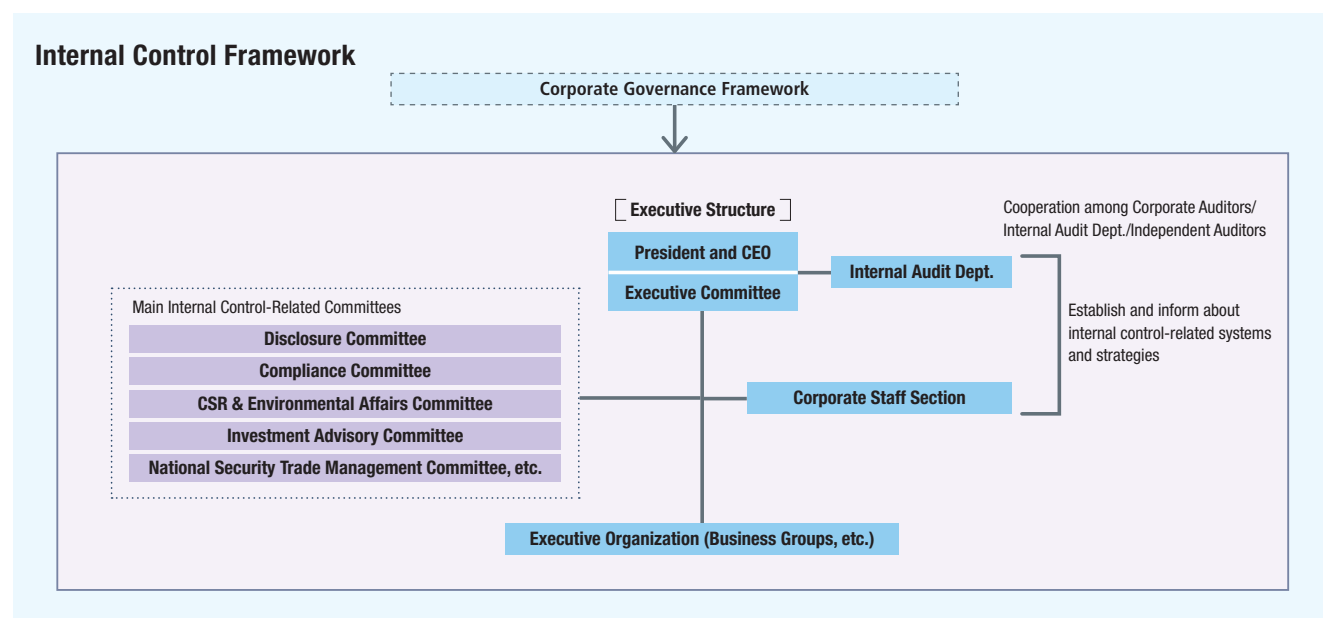 Internal Control Framework
Corporate Governance Framework
Executive Structure
President and CEO
Executive Committee
Internal Audit Dept.
Cooperation among Corporate Auditors/
Internal Audit Dept./Independent Auditors
Establish and inform about
internal control-related systems
and strategies
Main Internal Control-Related Committees
Disclosure Committee
Compliance Committee
CSR & Environmental Affairs Committee
Investment Advisory Committee
National Security Trade Management Committee, etc.
Corporate Staff Section
Executive Organization (Business Groups, etc.)